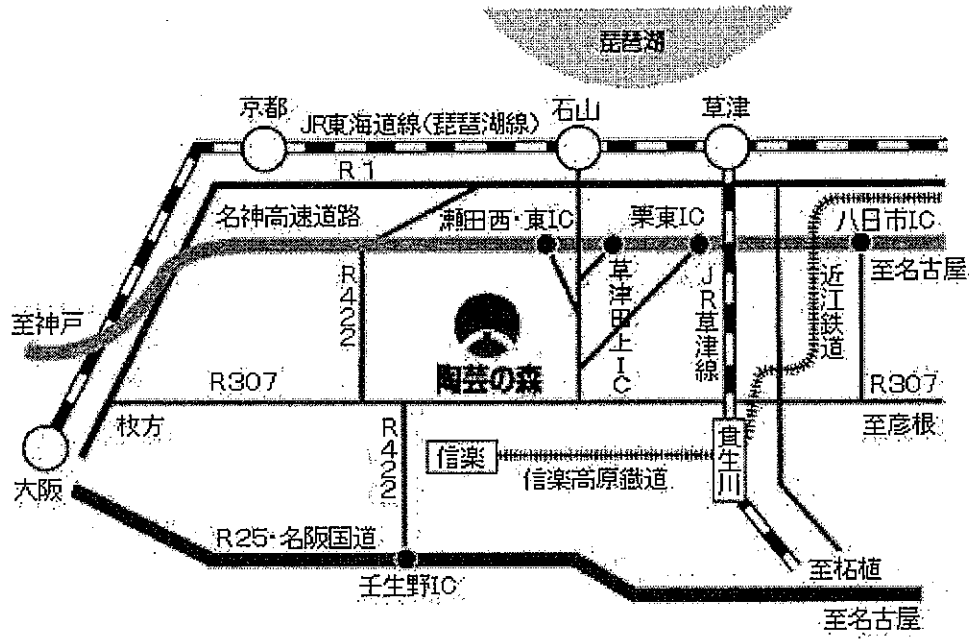 琵琶湖
京都
石山
草津
JR東海道線(琵琶湖線)
R1
名神高速道路
瀬田西・東IC
栗東IC
八日市IC
至名古屋
R422
草津田上IC
JR草津線
近江鉄道
至神戸
陶芸の森
R307
R307
枚方
至彦根
R422
信楽
信楽高原鐵道
貴生川
大阪
R25・名阪国道
壬生野IC
至柘植
至名古屋